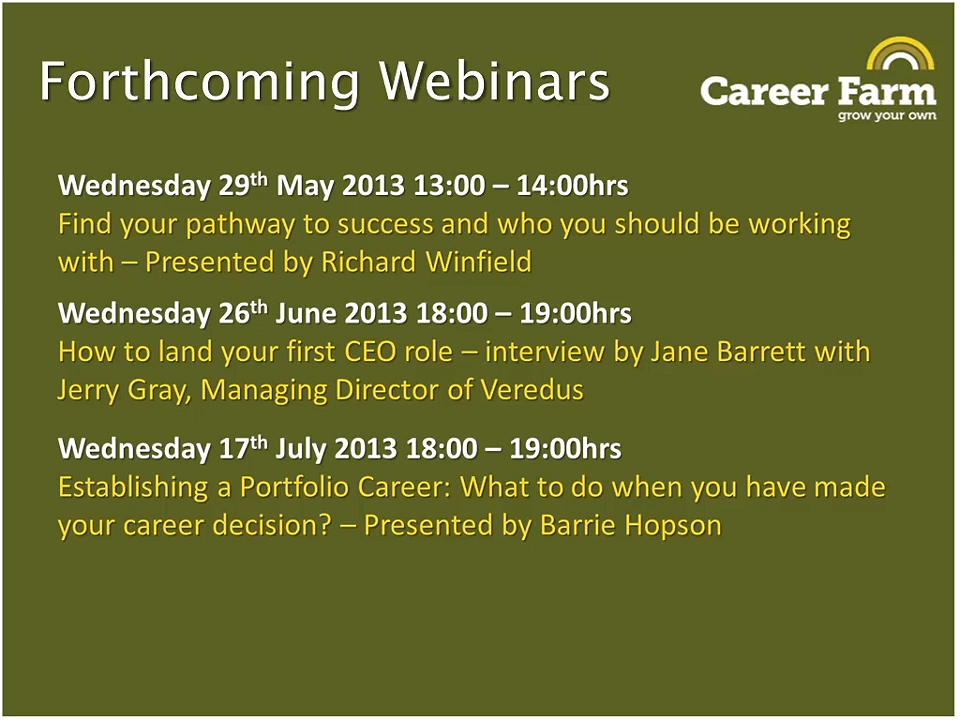 Forthcoming Webinars
Career Farm
grow your own
Wednesday 29th May 2013 13:00 – 14:00hrs
Find your pathway to success and who you should be working
with – Presented by Richard Winfield
Wednesday 26th June 2013 18:00 – 19:00hrs
How to land your first CEO role – interview by Jane Barrett with
Jerry Gray, Managing Director of Veredus
Wednesday 17th July 2013 18:00 – 19:00hrs
Establishing a Portfolio Career: What to do when you have made
your career decision? – Presented by Barrie Hopson